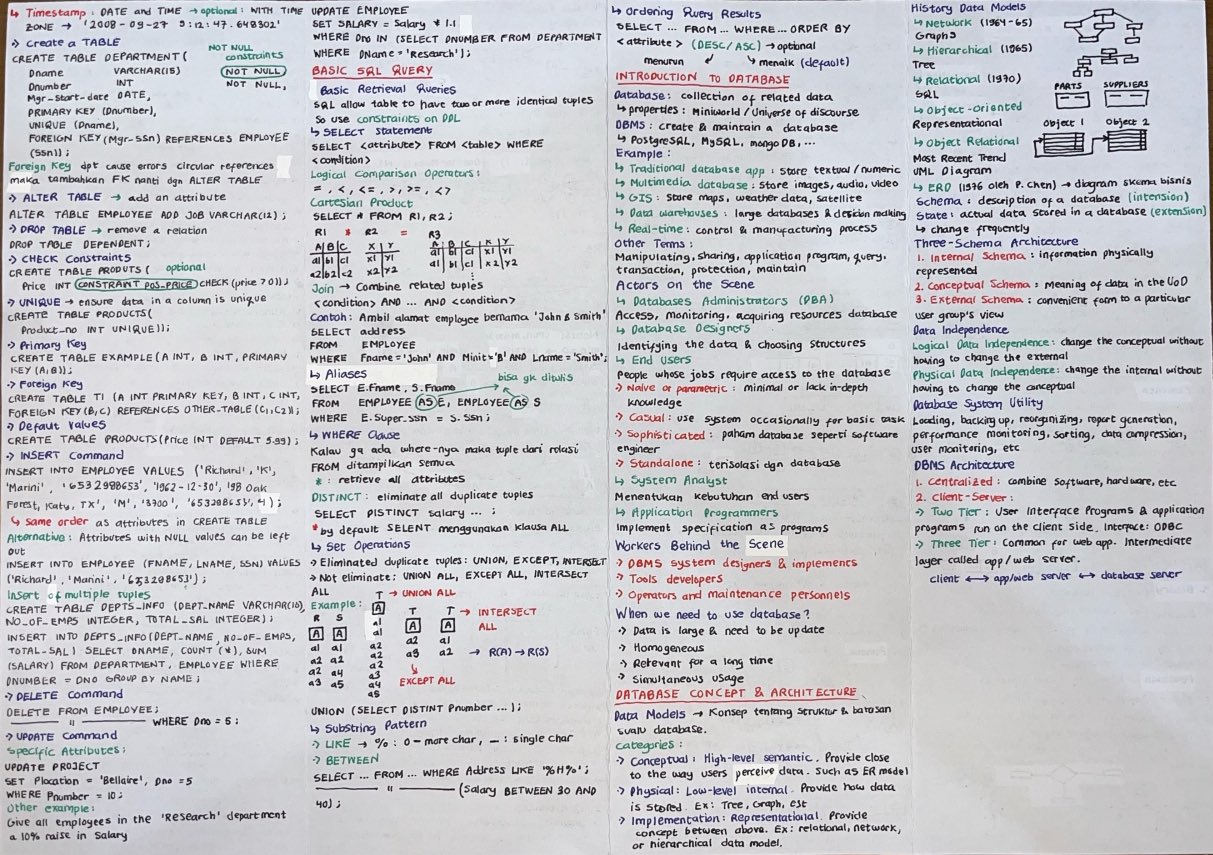 ↳ Timestamp : DATE and TIME → optional : WITH TIME
ZONE → '2008-09-27 9:12:47.648302'
→ Create a TABLE
NOT NULL
constraints
CREATE TABLE DEPARTMENT (
Dname VARCHAR(15) NOT NULL,
Dnumber INT NOT NULL,
Mgr-start-date DATE,
PRIMARY KEY (Dnumber),
UNIQUE (Dname),
FOREIGN KEY (Mgr-ssn) REFERENCES EMPLOYEE
(Ssn));
Foreign Key dpt cause errors circular references
maka tambahkan FK nanti dgn ALTER TABLE
→ ALTER TABLE → add an attribute
ALTER TABLE EMPLOYEE ADD JOB VARCHAR(12) ;
→ DROP TABLE → remove a relation
DROP TABLE DEPENDENT;
→ CHECK Constraints
CREATE TABLE PRODUTS ( optional
Price INT CONSTRAINT POS_PRICE CHECK (price > 0));
→ UNIQUE → ensure data in a column is unique
CREATE TABLE PRODUCTS(
Product_no INT UNIQUE));
→ Primary Key
CREATE TABLE EXAMPLE (A INT, B INT, PRIMARY
KEY (A,B));
→ Foreign Key
CREATE TABLE T1 (A INT PRIMARY KEY, B INT, C INT,
FOREIGN KEY (B,C) REFERENCES OTHER-TABLE (C1,C2));
→ Default Values
CREATE TABLE PRODUCTS (Price INT DEFAULT 9.99) ;
→ INSERT Command
INSERT INTO EMPLOYEE VALUES ('Richard', 'K',
'Marini', '653298653', '1962-12-30', '98 Oak
Forest, Katy, TX', 'M', '3700', '653298653', 4) ;
↳ same order as attributes in CREATE TABLE
Alternative : Attributes with NULL values can be left
out
INSERT INTO EMPLOYEE (FNAME, LNAME, SSN) VALUES
('Richard', 'Marini', '653298653') ;
Insert of multiple tuples
CREATE TABLE DEPTS_INFO (DEPT_NAME VARCHAR(10),
NO_OF_EMPS INTEGER, TOTAL_SAL INTEGER) ;
INSERT INTO DEPTS_INFO(DEPT-NAME, NO_OF_EMPS,
TOTAL-SAL) SELECT DNAME, COUNT (*), SUM
(SALARY) FROM DEPARTMENT, EMPLOYEE WHERE
DNUMBER = DNO GROUP BY NAME ;
→ DELETE Command
DELETE FROM EMPLOYEE;
—— " —— WHERE Dno = 5 ;
→ UPDATE Command
Specific Attributes :
UPDATE PROJECT
SET Plocation = 'Bellaire', Dno = 5
WHERE Pnumber = 10 ;
Other example :
Give all employees in the 'Research' department
a 10% raise in Salary
UPDATE EMPLOYEE
SET SALARY = Salary * 1.1
WHERE Dno IN (SELECT DNUMBER FROM DEPARTMENT
WHERE DName = 'Research') ;
BASIC SQL QUERY
Basic Retrieval Queries
SQL allow table to have two or more identical tuples
So use constraints on DDL
↳ SELECT statement
SELECT <attribute> FROM <table> WHERE
<condition>
Logical Comparison Operators :
= , < , <= , > , >= , <>
Cartesian Product
SELECT * FROM R1, R2 ;
R1 * R2 = R3
A B C X Y A B C X Y
a1 b1 c1 x1 y1 a1 b1 c1 x1 y1
a2 b2 c2 x2 y2 a1 b1 c1 x2 y2
⋮
Join → Combine related tuples
<condition> AND ... AND <condition>
Contoh : Ambil alamat employee bernama 'John B Smith'
SELECT address
FROM EMPLOYEE
WHERE Fname = 'John' AND Minit = 'B' AND Lname = 'Smith' ;
↳ Aliases
bisa gk ditulis
SELECT E.Fname, S.Fname
FROM EMPLOYEE AS E, EMPLOYEE AS S
WHERE E.Super_ssn = S.ssn ;
↳ WHERE Clause
Kalau ga ada where-nya maka tuple dari relasi
FROM ditampilkan semua
* : retrieve all attributes
DISTINCT : eliminate all duplicate tuples
SELECT DISTINCT Salary ... ;
* by default SELENT menggunakan klausa ALL
↳ Set Operations
→ Eliminated duplicate tuples : UNION, EXCEPT, INTERSECT
→ Not eliminate : UNION ALL, EXCEPT ALL, INTERSECT
ALL
Example :
T → UNION ALL
R S A T T → INTERSECT
A A a1 A A ALL
a1 a1 a1 a2 a1
a2 a2 a2 a3 a2 → R(A) → R(S)
a2 a4 a2
a3 a5 a2
a3
a4
a5
EXCEPT ALL
UNION (SELECT DISTINT Pnumber ... ) ;
↳ Substring Pattern
→ LIKE → % : 0 – more char, _ : single char
→ BETWEEN
SELECT ... FROM ... WHERE Address LIKE '%H%' ;
—— " —— (Salary BETWEEN 30 AND
40) ;
↳ Ordering Query Results
SELECT ... FROM ... WHERE ... ORDER BY
<attribute> (DESC/ASC) → optional
menurun menaik (default)
INTRODUCTION TO DATABASE
Database : collection of related data
↳ properties : Miniworld / Universe of discourse
DBMS : create & maintain a database
↳ PostgreSQL, MySQL, mongo DB, ...
Example :
↳ Traditional database app : store textual / numeric
↳ Multimedia database : store images, audio, video
↳ GIS : store maps, weather data, satellite
↳ Data warehouses : large databases & decision making
↳ Real-time : control & manufacturing process
Other Terms :
Manipulating, sharing, application program, query,
transaction, protection, maintain
Actors on the Scene
↳ Databases Administrators (DBA)
Access, monitoring, acquiring resources database
↳ Database Designers
Identifying the data & choosing structures
↳ End Users
People whose jobs require access to the database
→ Naive or parametric : minimal or lack in-depth
knowledge
→ Casual : use system occasionally for basic task
→ Sophisticated : paham database seperti software
engineer
→ Standalone : terisolasi dgn database
↳ System Analyst
Menentukan kebutuhan end users
↳ Application Programmers
Implement specification as programs
Workers Behind the Scene
→ DBMS system designers & implements
→ Tools developers
→ Operators and maintenance personnels
When we need to use database ?
→ Data is large & need to be update
→ Homogeneous
→ Relevant for a long time
→ Simultaneous usage
DATABASE CONCEPT & ARCHITECTURE
Data Models → Konsep tentang struktur & batasan
suatu database.
Categories :
→ Conceptual : High-level semantic. Provide close
to the way users perceive data. Such as ER model
→ Physical : Low-level internal. Provide how data
is stored. Ex: Tree, Graph, est
→ Implementation : Representational. Provide
concept between above. Ex : relational, network,
or hierarchical data model.
History Data Models
↳ Network (1964-65)
Graphs
↳ Hierarchical (1965)
Tree
↳ Relational (1970)
SQL
PARTS SUPPLIERS
↳ Object-Oriented
Representational Object 1 Object 2
↳ Object Relational
Most Recent Trend
UML Diagram
↳ ERD (1976 oleh P. Chen) → diagram skema bisnis
Schema : description of a database (intension)
State : actual data stored in a database (extension)
↳ change frequently
Three-Schema Architecture
1. Internal Schema : information physically
represented
2. Conceptual Schema : Meaning of data in the UoD
3. External Schema : convenient form to a particular
user group's view
Data Independence
Logical Data Independence : change the conceptual without
having to change the external
Physical Data Independence : change the internal without
having to change the conceptual
Database System Utility
Loading, backing up, reorganizing, report generation,
performance monitoring, sorting, data compression,
user monitoring, etc
DBMS Architecture
1. Centralized : combine software, hardware, etc
2. Client-Server :
→ Two Tier : User Interface Programs & application
programs run on the client side. Interface: ODBC
→ Three Tier : Common for web app. Intermediate
layer called app / web server.
client ↔ app/web server ↔ database server